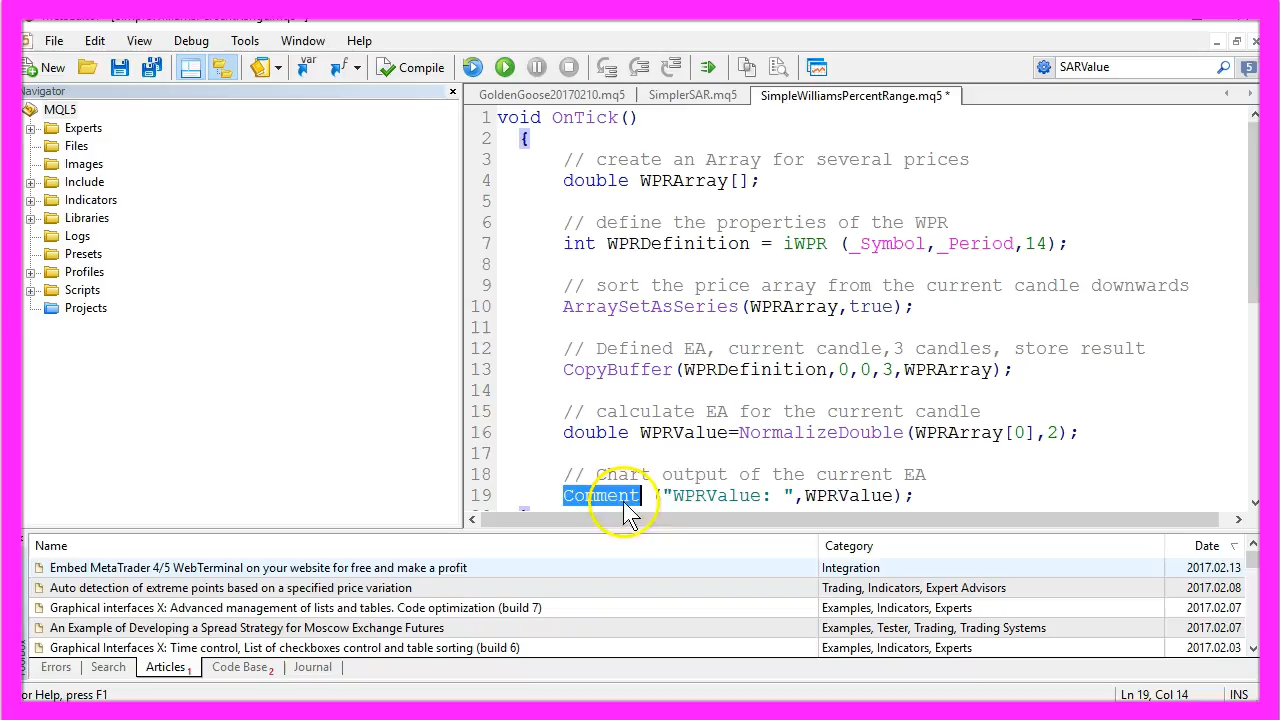 File Edit View Debug Tools Window Help
New Compile SARValue 5
Navigator
GoldenGoose20170210.mq5 SimplerSAR.mq5 SimpleWilliamsPercentRange.mq5 *
MQL5
Experts
Files
Images
Include
Indicators
Libraries
Logs
Presets
Profiles
Scripts
Projects
1 void OnTick()
2 {
3 // create an Array for several prices
4 double WPRArray[];
5
6 // define the properties of the WPR
7 int WPRDefinition = iWPR (_Symbol,_Period,14);
8
9 // sort the price array from the current candle downwards
10 ArraySetAsSeries(WPRArray,true);
11
12 // Defined EA, current candle,3 candles, store result
13 CopyBuffer(WPRDefinition,0,0,3,WPRArray);
14
15 // calculate EA for the current candle
16 double WPRValue=NormalizeDouble(WPRArray[0],2);
17
18 // Chart output of the current EA
19 Comment ("WPRValue: ",WPRValue);
Name Category Date
Embed MetaTrader 4/5 WebTerminal on your website for free and make a profit Integration 2017.02.13
Auto detection of extreme points based on a specified price variation Trading, Indicators, Expert Advisors 2017.02.08
Graphical interfaces X: Advanced management of lists and tables. Code optimization (build 7) Examples, Indicators, Experts 2017.02.07
An Example of Developing a Spread Strategy for Moscow Exchange Futures Examples, Tester, Trading, Trading Systems 2017.02.07
Graphical Interfaces X: Time control, List of checkboxes control and table sorting (build 6) Examples, Indicators, Experts 2017.02.03
Errors Search Articles 1 Code Base 2 Journal
or Help, press F1 Ln 19, Col 14 INS